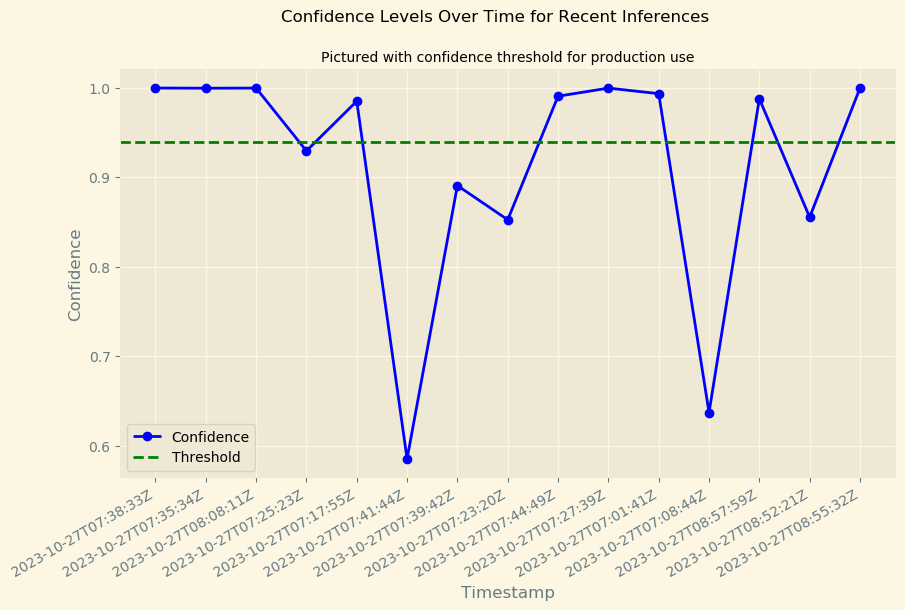 Confidence Levels Over Time for Recent Inferences
Pictured with confidence threshold for production use
1.0
0.9
0.8
0.7
0.6
Confidence
Confidence
Threshold
2023-10-27T07:38:33Z
2023-10-27T07:35:34Z
2023-10-27T08:08:11Z
2023-10-27T07:25:23Z
2023-10-27T07:17:55Z
2023-10-27T07:41:44Z
2023-10-27T07:39:42Z
2023-10-27T07:23:20Z
2023-10-27T07:44:49Z
2023-10-27T07:27:39Z
2023-10-27T07:01:41Z
2023-10-27T07:08:44Z
2023-10-27T08:57:59Z
2023-10-27T08:52:21Z
2023-10-27T08:55:32Z
Timestamp